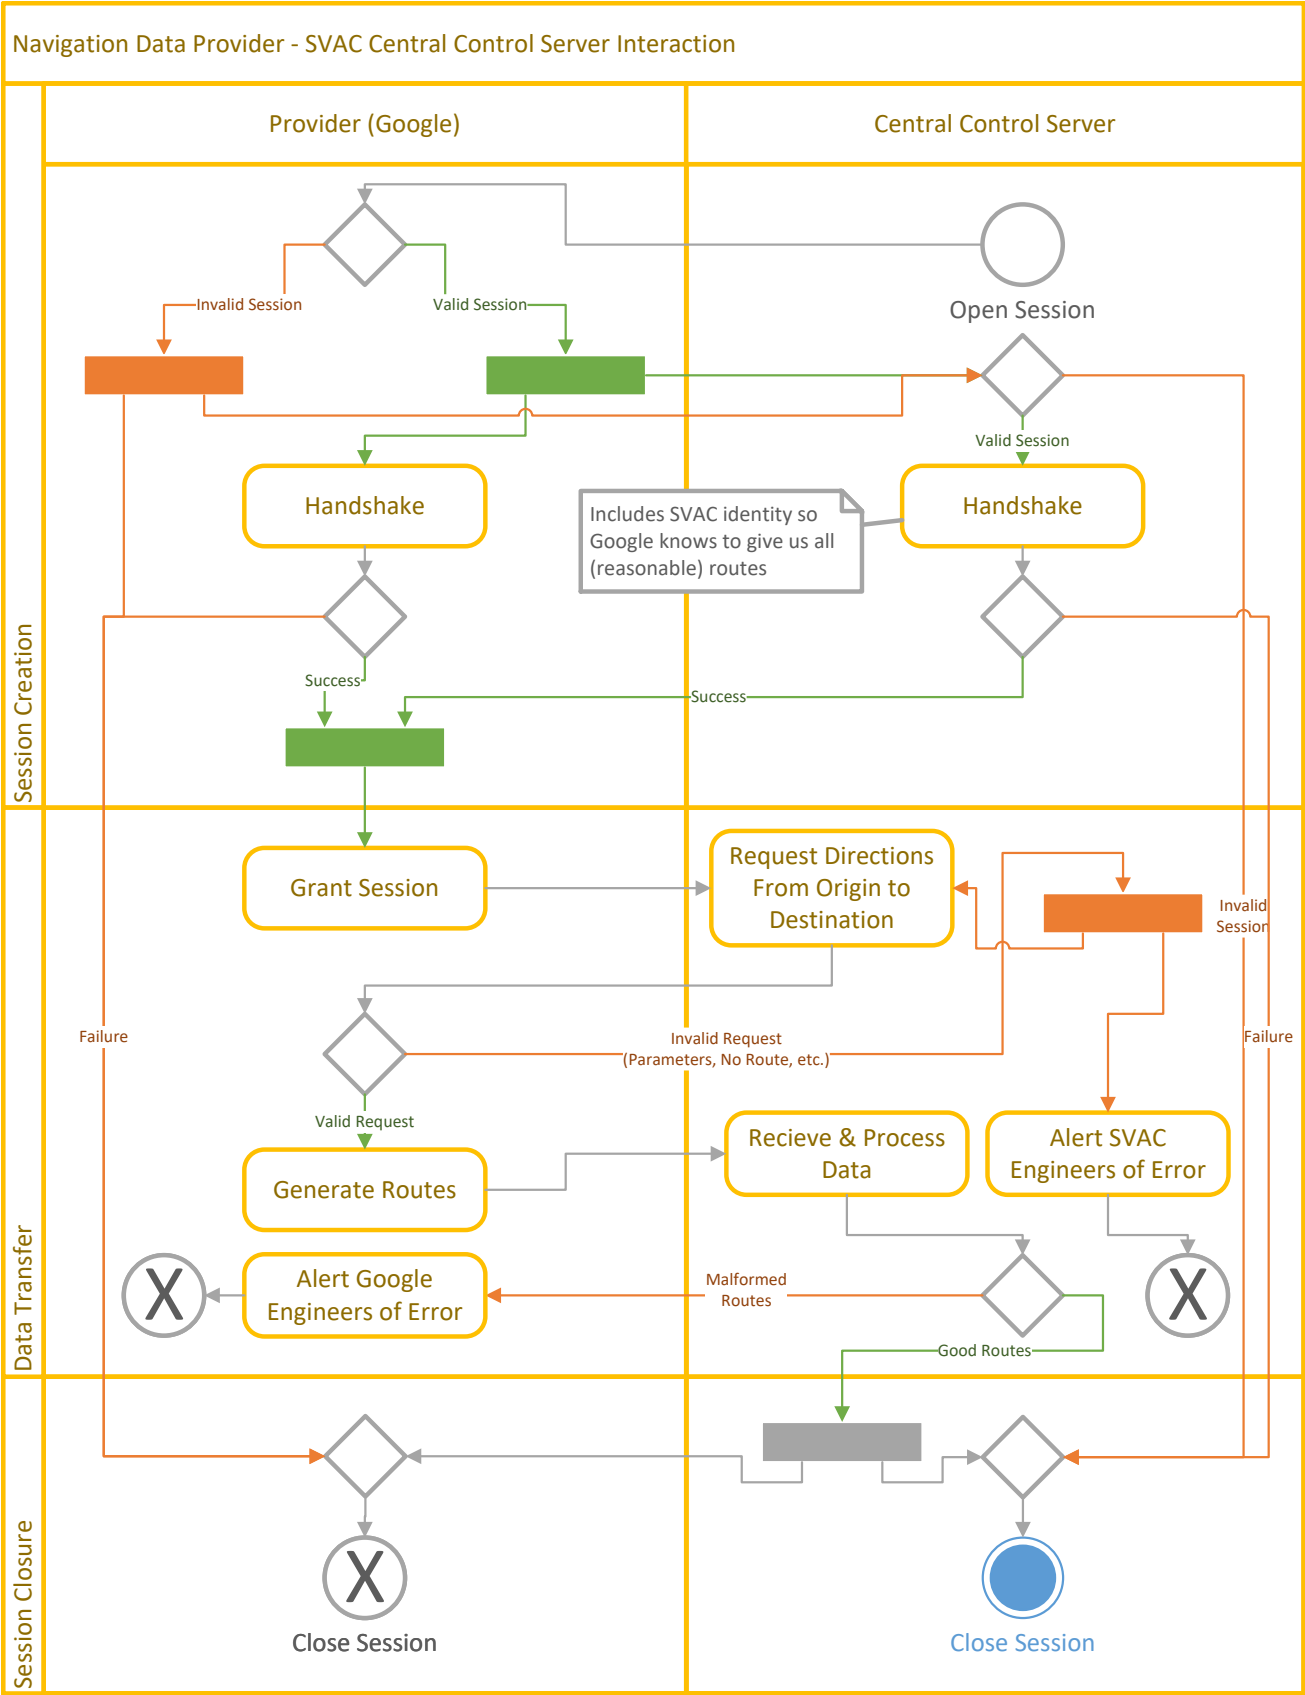 Navigation Data Provider - SVAC Central Control Server Interaction
Provider (Google)
Central Control Server
Session Creation
Open Session
Invalid Session
Valid Session
Valid Session
Handshake
Handshake
Includes SVAC identity so
Google knows to give us all
(reasonable) routes
Success
Success
Data Transfer
Grant Session
Request Directions
From Origin to
Destination
Invalid
Session
Failure
Invalid Request
(Parameters, No Route, etc.)
Failure
Valid Request
Generate Routes
Recieve & Process
Data
Alert SVAC
Engineers of Error
X
Alert Google
Engineers of Error
Malformed
Routes
X
Good Routes
Session Closure
X
Close Session
Close Session